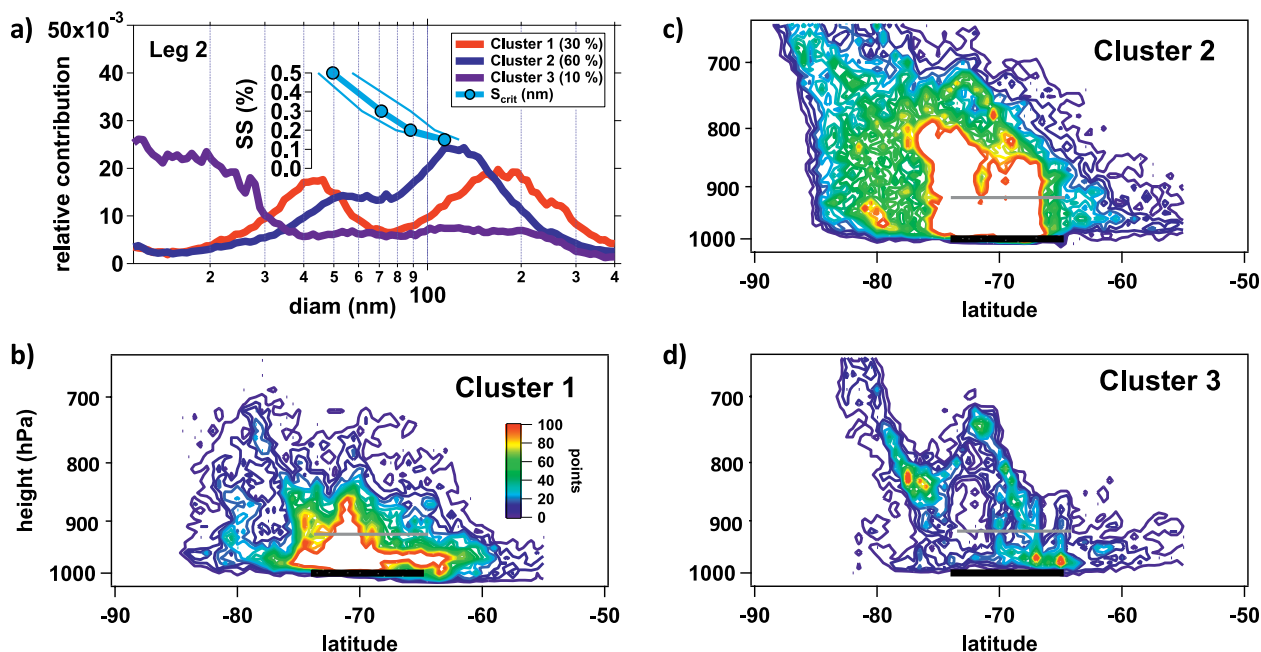 a)
Leg 2
50x10⁻³
40
30
20
10
0
relative contribution
Cluster 1 (30 %)
Cluster 2 (60 %)
Cluster 3 (10 %)
S_crit (nm)
0.5
0.4
0.3
0.2
0.1
0.0
SS (%)
2 3 4 5 6 7 8 9 100 2 3 4
diam (nm)
b)
Cluster 1
700
800
900
1000
height (hPa)
100
80
60
40
20
0
points
-90 -80 -70 -60 -50
latitude
c)
Cluster 2
700
800
900
1000
-90 -80 -70 -60 -50
latitude
d)
Cluster 3
700
800
900
1000
-90 -80 -70 -60 -50
latitude